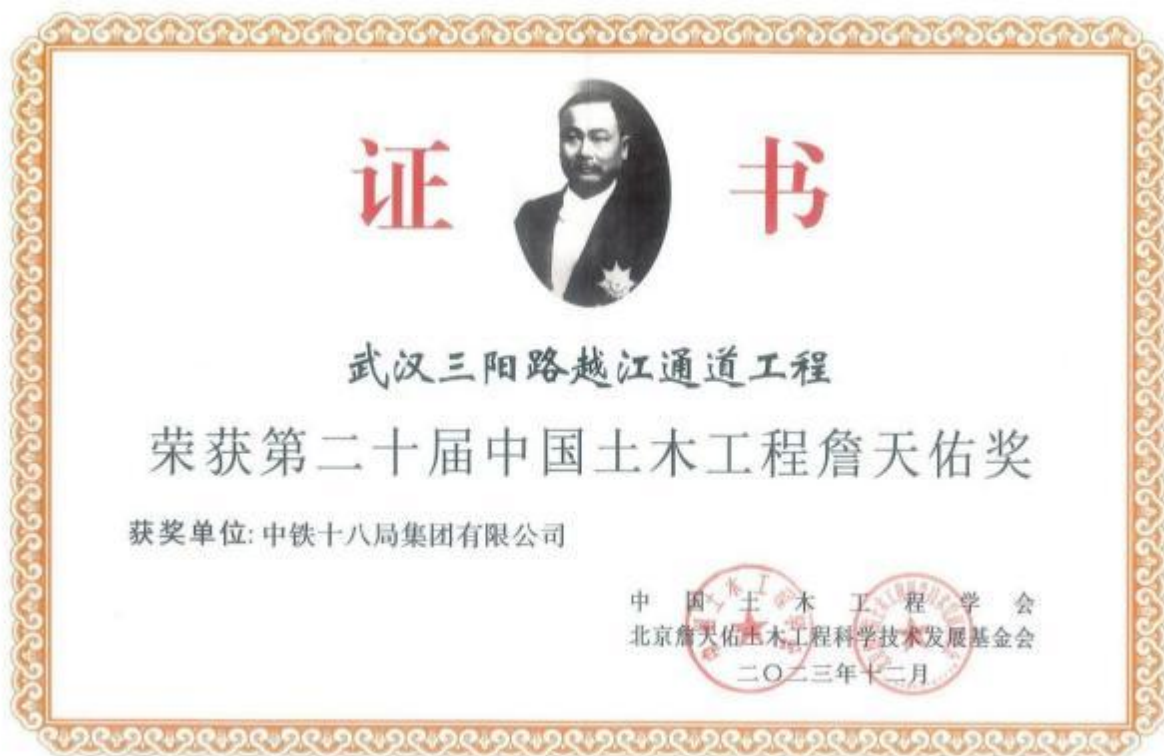 证 书
武汉三阳路越江通道工程
荣获第二十届中国土木工程詹天佑奖
获奖单位: 中铁十八局集团有限公司
中国土木工程学会
北京詹天佑土木工程科学技术发展基金会
二〇二三年十二月